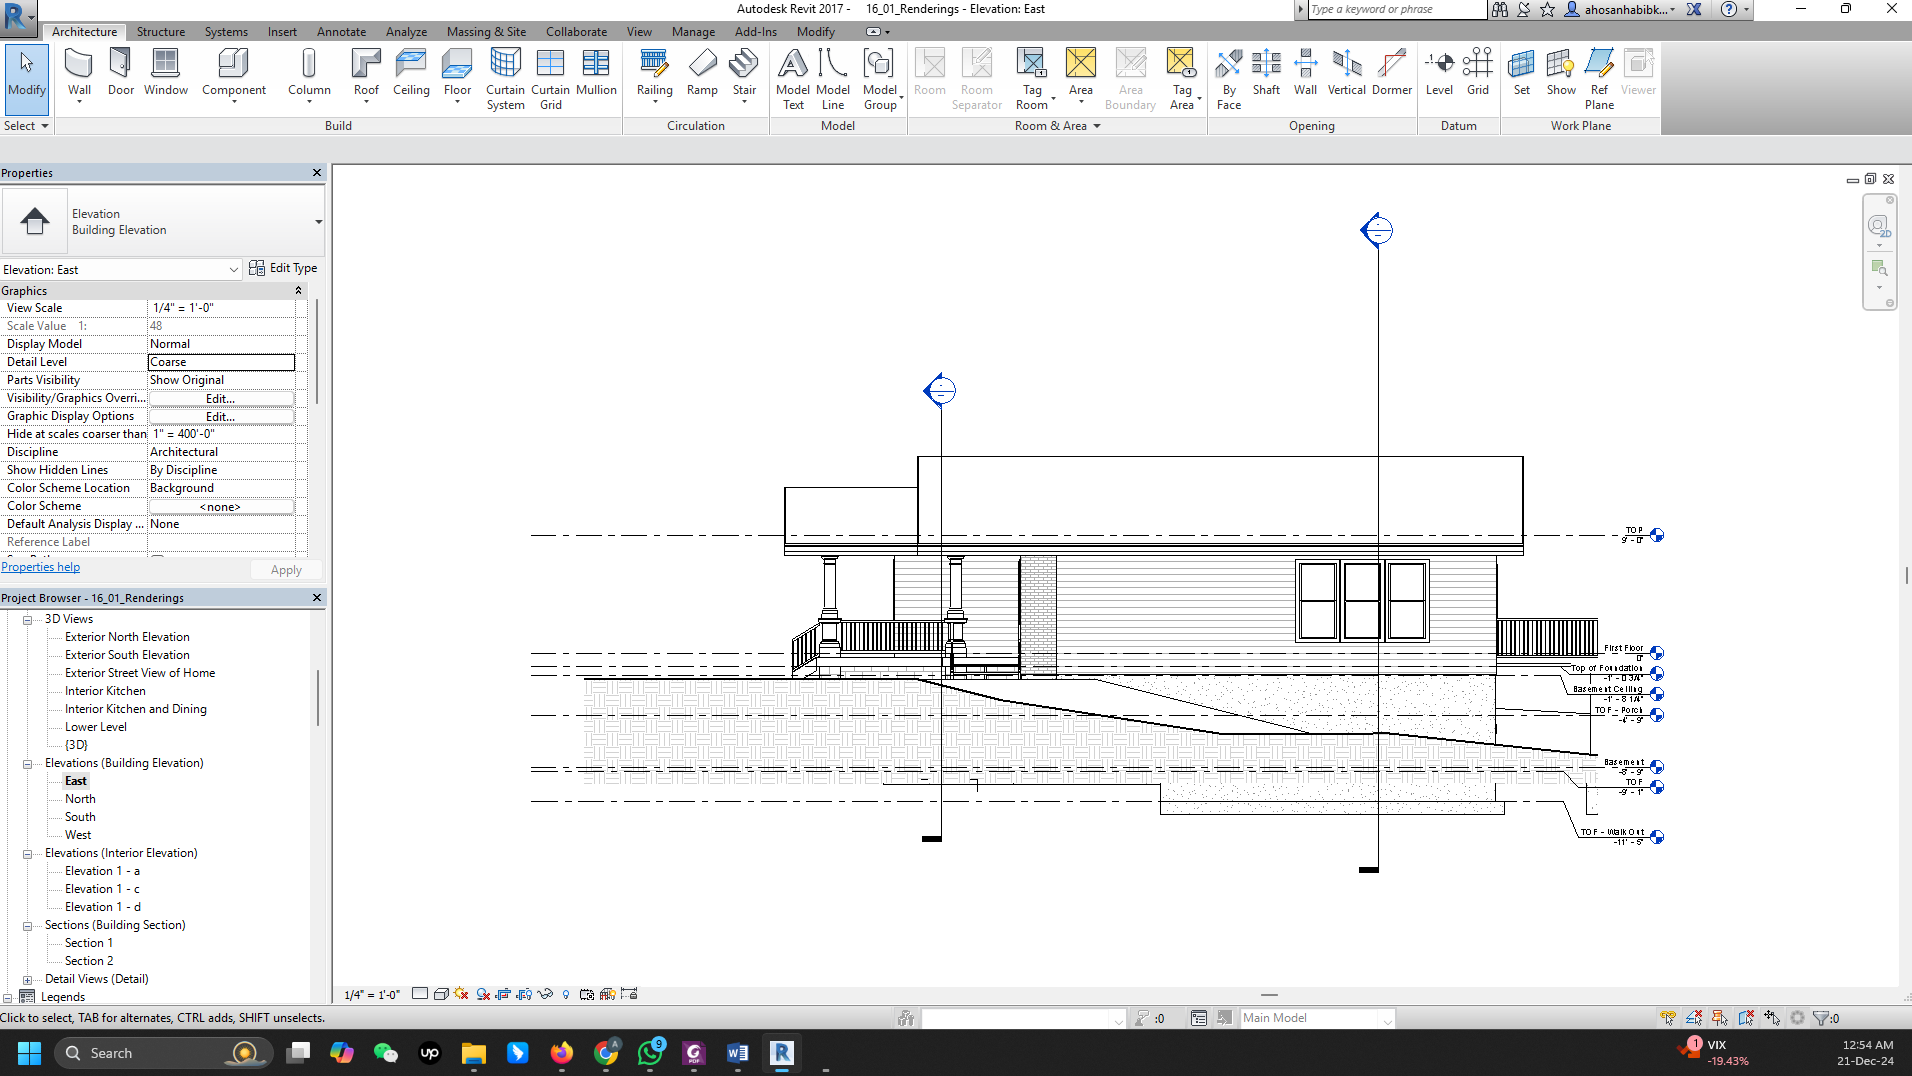 Autodesk Revit 2017 -     16_01_Renderings - Elevation: East
Type a keyword or phrase
ahosanhabibk...
Architecture Structure Systems Insert Annotate Analyze Massing & Site Collaborate View Manage Add-Ins Modify
Modify
Wall
Door
Window
Component
Column
Roof
Ceiling
Floor
Curtain System
Curtain Grid
Mullion
Railing
Ramp
Stair
Model Text
Model Line
Model Group
Room
Room Separator
Tag Room
Area
Area Boundary
Tag Area
By Face
Shaft
Wall
Vertical
Dormer
Level
Grid
Set
Show
Ref Plane
Viewer
Select
Build
Circulation
Model
Room & Area
Opening
Datum
Work Plane
Properties
Elevation
Building Elevation
Elevation: East
Edit Type
Graphics
View Scale 1/4" = 1'-0"
Scale Value 1: 48
Display Model Normal
Detail Level Coarse
Parts Visibility Show Original
Visibility/Graphics Overri... Edit...
Graphic Display Options Edit...
Hide at scales coarser than 1" = 400'-0"
Discipline Architectural
Show Hidden Lines By Discipline
Color Scheme Location Background
Color Scheme <none>
Default Analysis Display ... None
Reference Label
Properties help
Apply
Project Browser - 16_01_Renderings
3D Views
Exterior North Elevation
Exterior South Elevation
Exterior Street View of Home
Interior Kitchen
Interior Kitchen and Dining
Lower Level
{3D}
Elevations (Building Elevation)
East
North
South
West
Elevations (Interior Elevation)
Elevation 1 - a
Elevation 1 - c
Elevation 1 - d
Sections (Building Section)
Section 1
Section 2
Detail Views (Detail)
Legends
2D
TOP
9' - 0"
First Floor
0"
Top of Foundation
-1' - 0 3/4"
Basement Ceiling
-1' - 8 1/4"
TOF - Porch
-4' - 9"
Basement
-8' - 9"
TOF
-9' - 1"
TOF - Walk Out
-11' - 5"
1/4" = 1'-0"
Click to select, TAB for alternates, CTRL adds, SHIFT unselects.
:0
Main Model
:0
Search
up
9
PDF
1
VIX
-19.43%
12:54 AM
21-Dec-24